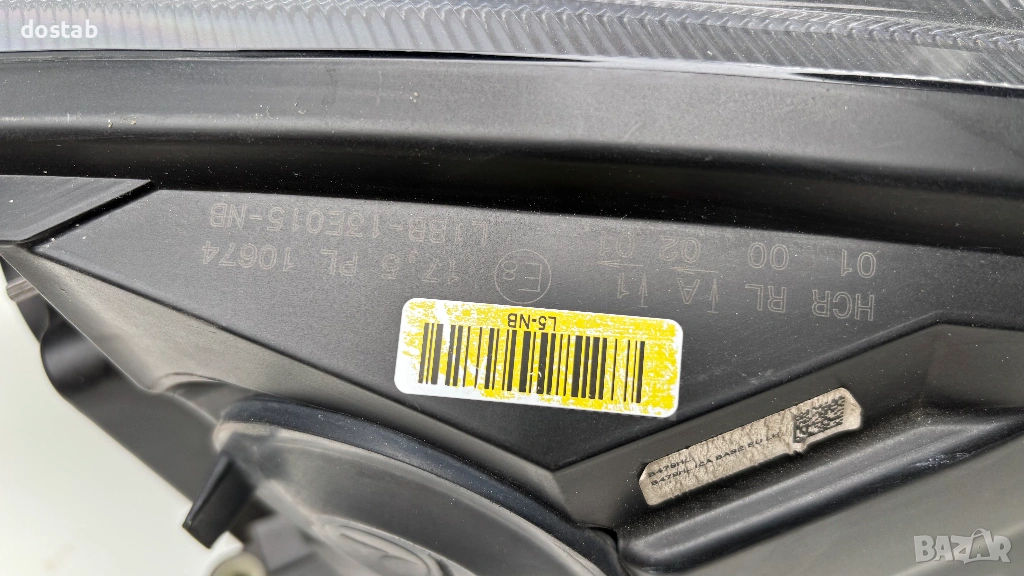 dostab
HCR RL IA I1
01 00 02 01
17,5 PL 10674
E8
L1BB-13E015-NB
L5-NB
BAZAR